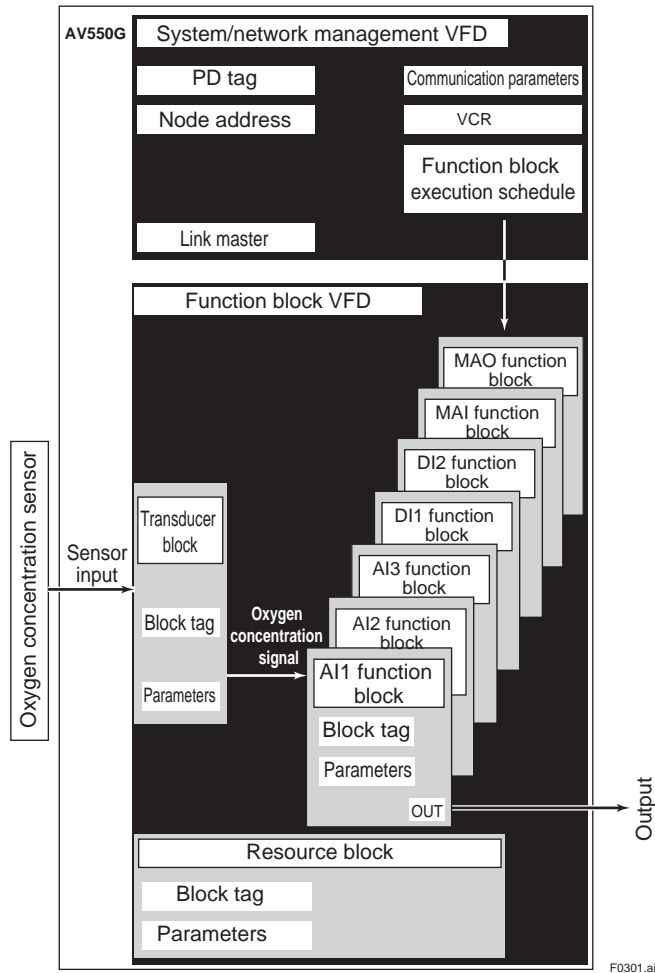 AV550G
System/network management VFD
PD tag
Communication parameters
Node address
VCR
Function block
execution schedule
Link master
Function block VFD
MAO function
block
MAI function
block
DI2 function
block
DI1 function
block
AI3 function
block
AI2 function
block
AI1 function
block
Block tag
Parameters
OUT
Oxygen concentration sensor
Sensor
input
Transducer
block
Block tag
Parameters
Oxygen
concentration
signal
Output
Resource block
Block tag
Parameters
F0301.ai